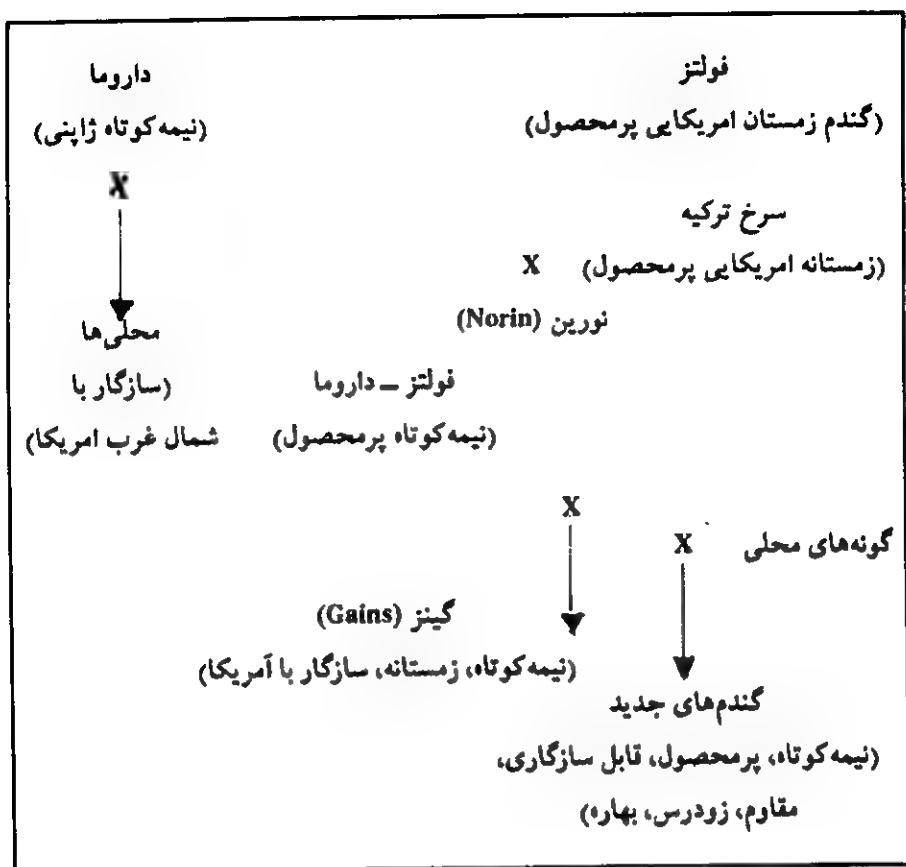 داروما
فولتز
(نیمه‌کوتاه ژاپنی)
(گندم زمستان امریکایی پرمحصول)
X
سرخ ترکیه
X (زمستانه امریکایی پرمحصول)
نورین (Norin)
محلی‌ها
(سازگار با
شمال غرب امریکا)
فولتز ــ داروما
(نیمه‌کوتاه پرمحصول)
X
گونه‌های محلی X
گینز (Gains)
(نیمه‌کوتاه، زمستانه، سازگار با آمریکا)
گندم‌های جدید
(نیمه‌کوتاه، پرمحصول، قابل سازگاری،
مقاوم، زودرس، بهاره)